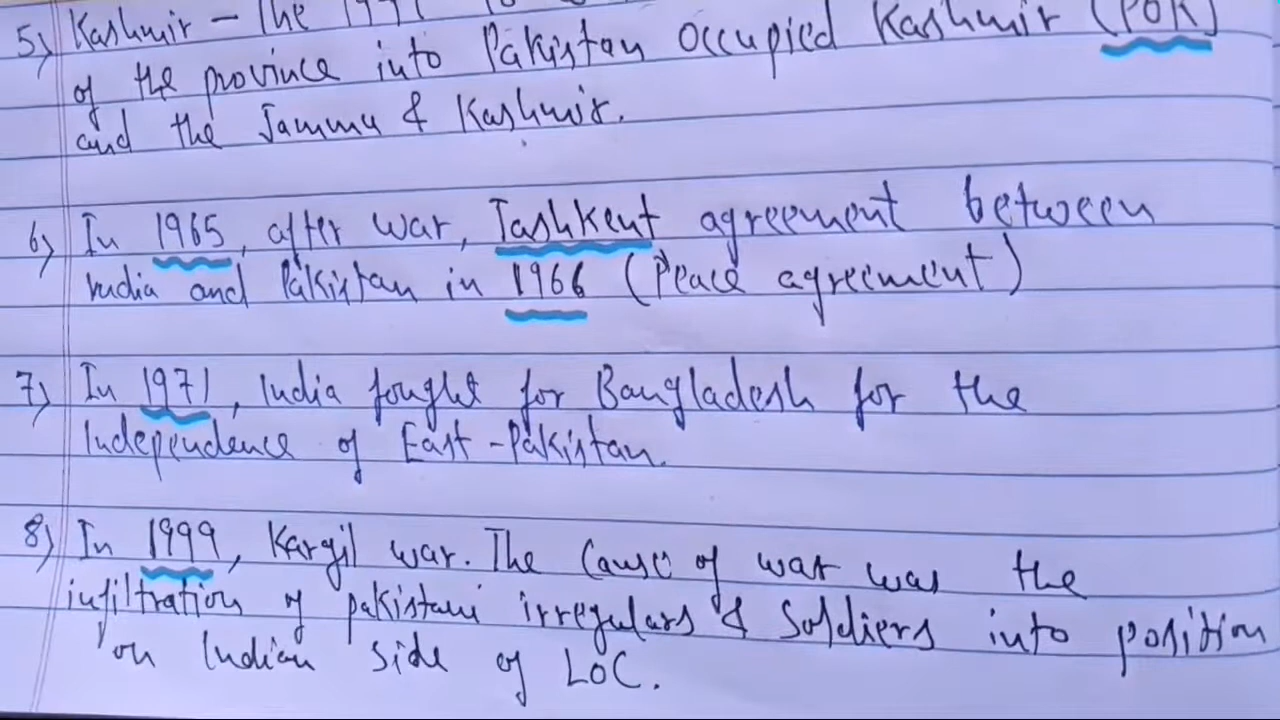 5) Kashmir - The
of the province into Pakistan Occupied Kashmir (POK)
and the Jammu & Kashmir.
6) In 1965, after war, Tashkent agreement between
India and Pakistan in 1966 (Peace agreement)
7) In 1971, India fought for Bangladesh for the
Independence of East-Pakistan.
8) In 1999, Kargil war. The Cause of war was the
infiltration of pakistani irregulars & Soldiers into position
on Indian side of LOC.